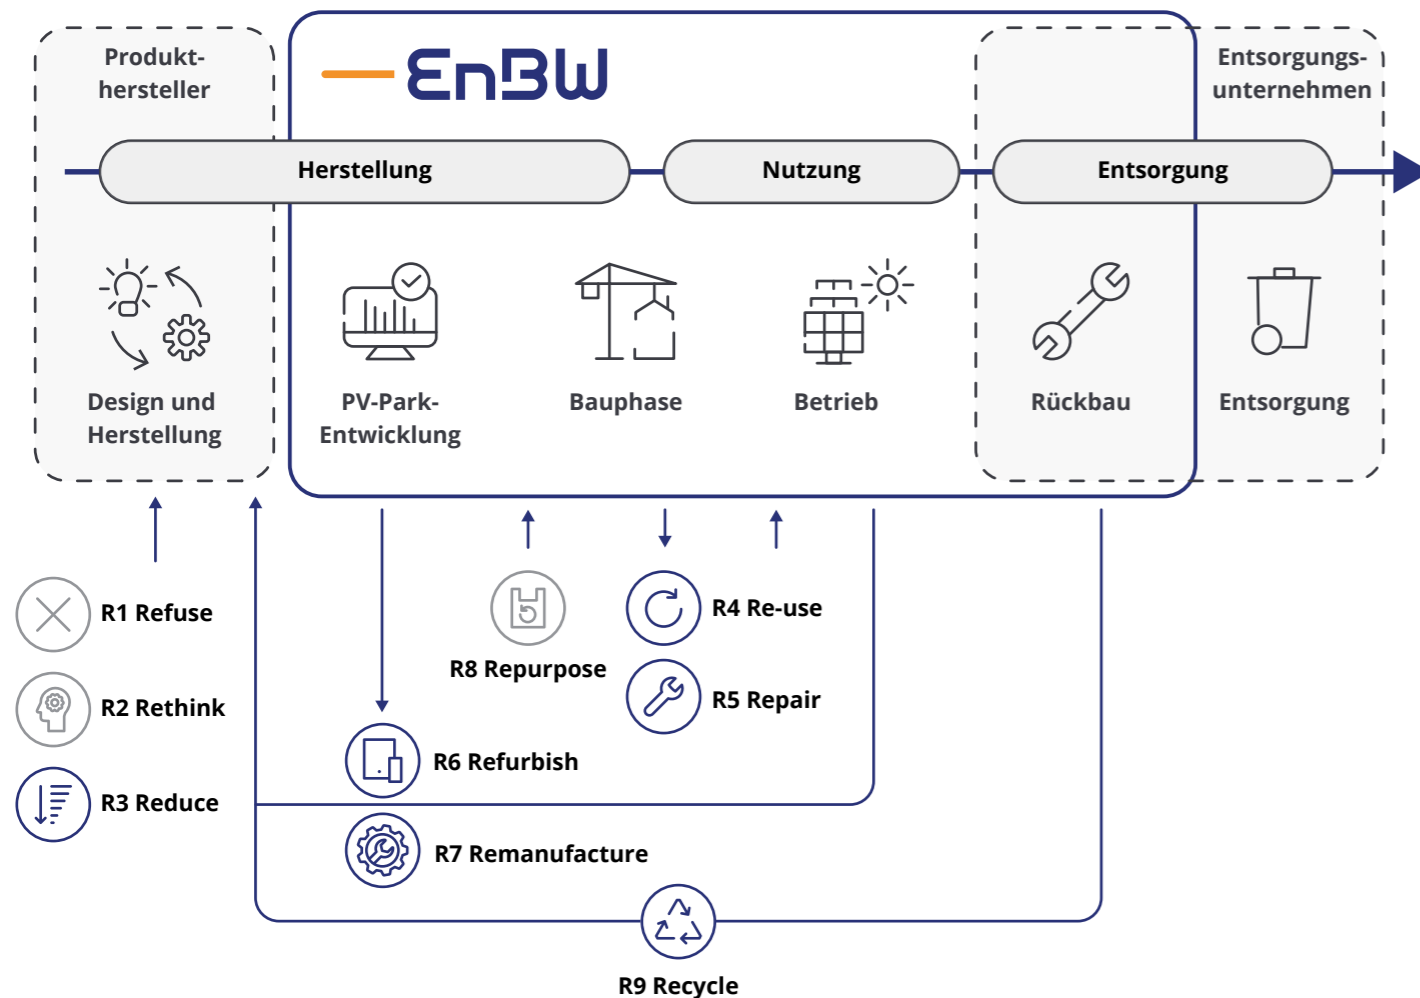 Produkt-
hersteller
EnBW
Entsorgungs-
unternehmen
Herstellung
Nutzung
Entsorgung
Design und
Herstellung
PV-Park-
Entwicklung
Bauphase
Betrieb
Rückbau
Entsorgung
R1 Refuse
R2 Rethink
R3 Reduce
R8 Repurpose
R4 Re-use
R5 Repair
R6 Refurbish
R7 Remanufacture
R9 Recycle